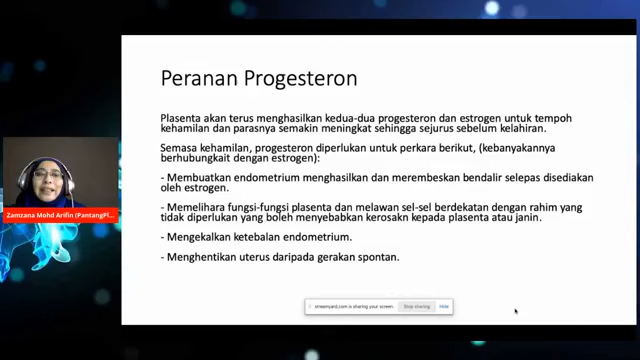 Peranan Progesteron
Plasenta akan terus menghasilkan kedua-dua progesteron dan estrogen untuk tempoh
kehamilan dan parasnya semakin meningkat sehingga sejurus sebelum kelahiran.
Semasa kehamilan, progesteron diperlukan untuk perkara berikut, (kebanyakannya
berhubungkait dengan estrogen):
- Membuatkan endometrium menghasilkan dan merembeskan bendalir selepas disediakan
oleh estrogen.
- Memelihara fungsi-fungsi plasenta dan melawan sel-sel berdekatan dengan rahim yang
tidak diperlukan yang boleh menyebabkan kerosakn kepada plasenta atau janin.
- Mengekalkan ketebalan endometrium.
- Menghentikan uterus daripada gerakan spontan.
Zamzana Mohd Arifin (PantangPl...
streamyard.com is sharing your screen.
Stop sharing
Hide